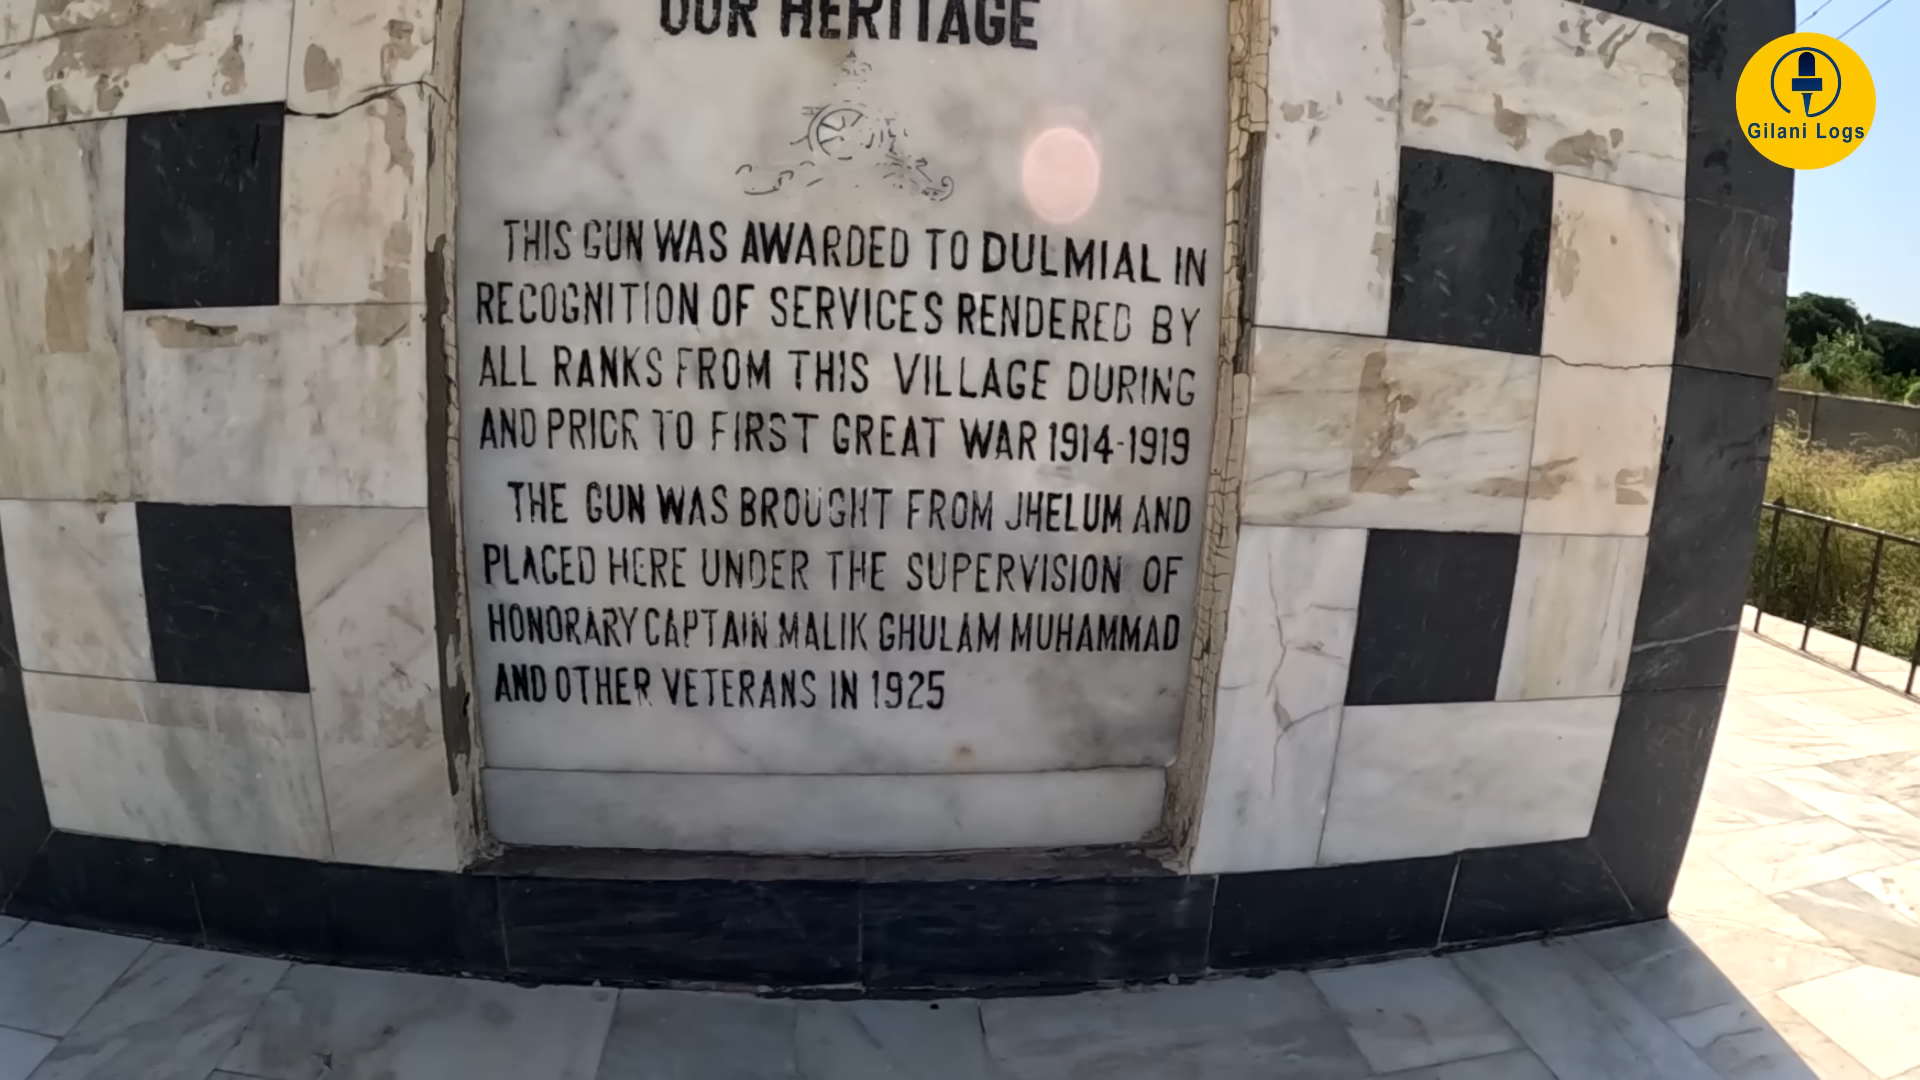 OUR HERITAGE
Gilani Logs
THIS GUN WAS AWARDED TO DULMIAL IN
RECOGNITION OF SERVICES RENDERED BY
ALL RANKS FROM THIS VILLAGE DURING
AND PRIOR TO FIRST GREAT WAR 1914-1919
THE GUN WAS BROUGHT FROM JHELUM AND
PLACED HERE UNDER THE SUPERVISION OF
HONORARY CAPTAIN MALIK GHULAM MUHAMMAD
AND OTHER VETERANS IN 1925